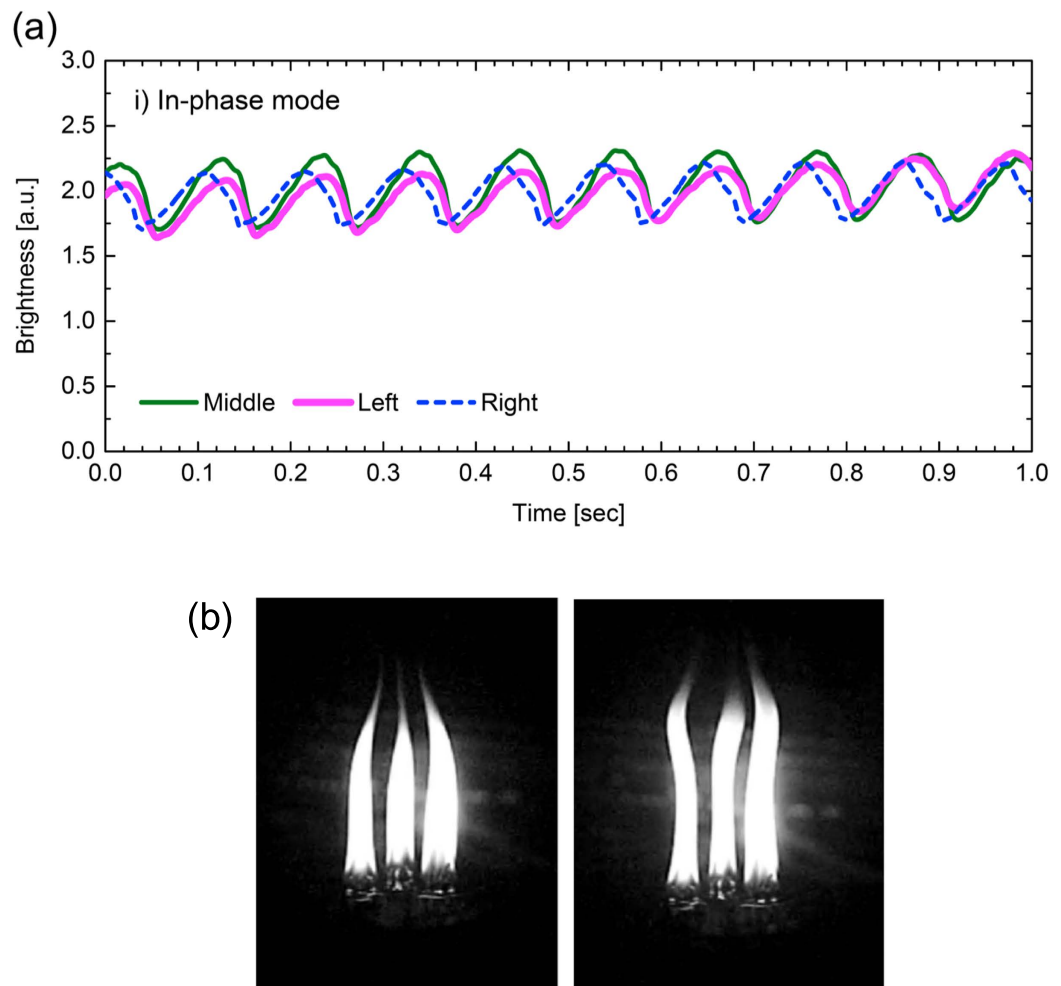 (a)
3.0
i) In-phase mode
2.5
2.0
1.5
1.0
0.5
0.0
Brightness [a.u.]
Middle Left Right
0.0 0.1 0.2 0.3 0.4 0.5 0.6 0.7 0.8 0.9 1.0
Time [sec]
(b)